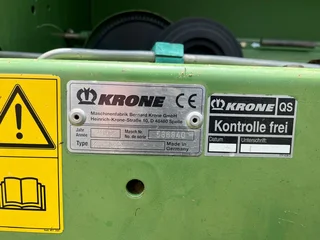 KRONE CE
Maschinenfabrik Bernard Krone GmbH
Heinrich-Krone-Straße 10, D 48480 Spelle
Jahr
Année
Masch Nr.
No. de série
Type
Made in
Germany
KRONE QS
Kontrolle frei
Datum
Unterschrift